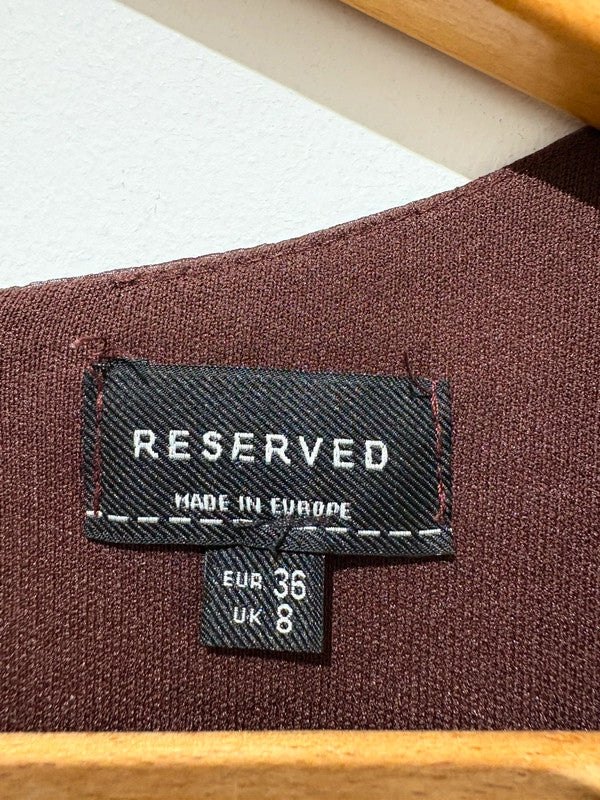 RESERVED
MADE IN EUROPE
EUR 36
UK 8